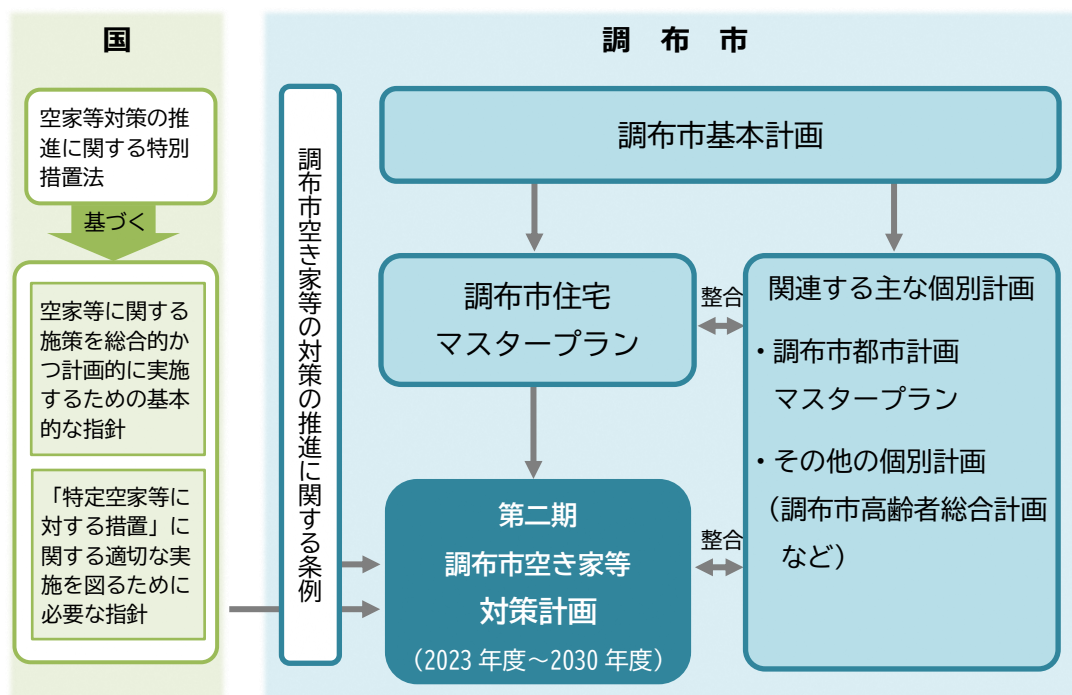 国
空家等対策の推
進に関する特別
措置法
基づく
空家等に関する
施策を総合的か
つ計画的に実施
するための基本
的な指針
「特定空家等に
対する措置」に
関する適切な実
施を図るために
必要な指針
調布市
調布市空き家等の対策の推進に関する条例
調布市基本計画
調布市住宅
マスタープラン
整合
関連する主な個別計画
・調布市都市計画
マスタープラン
・その他の個別計画
（調布市高齢者総合計画
など）
第二期
調布市空き家等
対策計画
（2023 年度～2030 年度）
整合